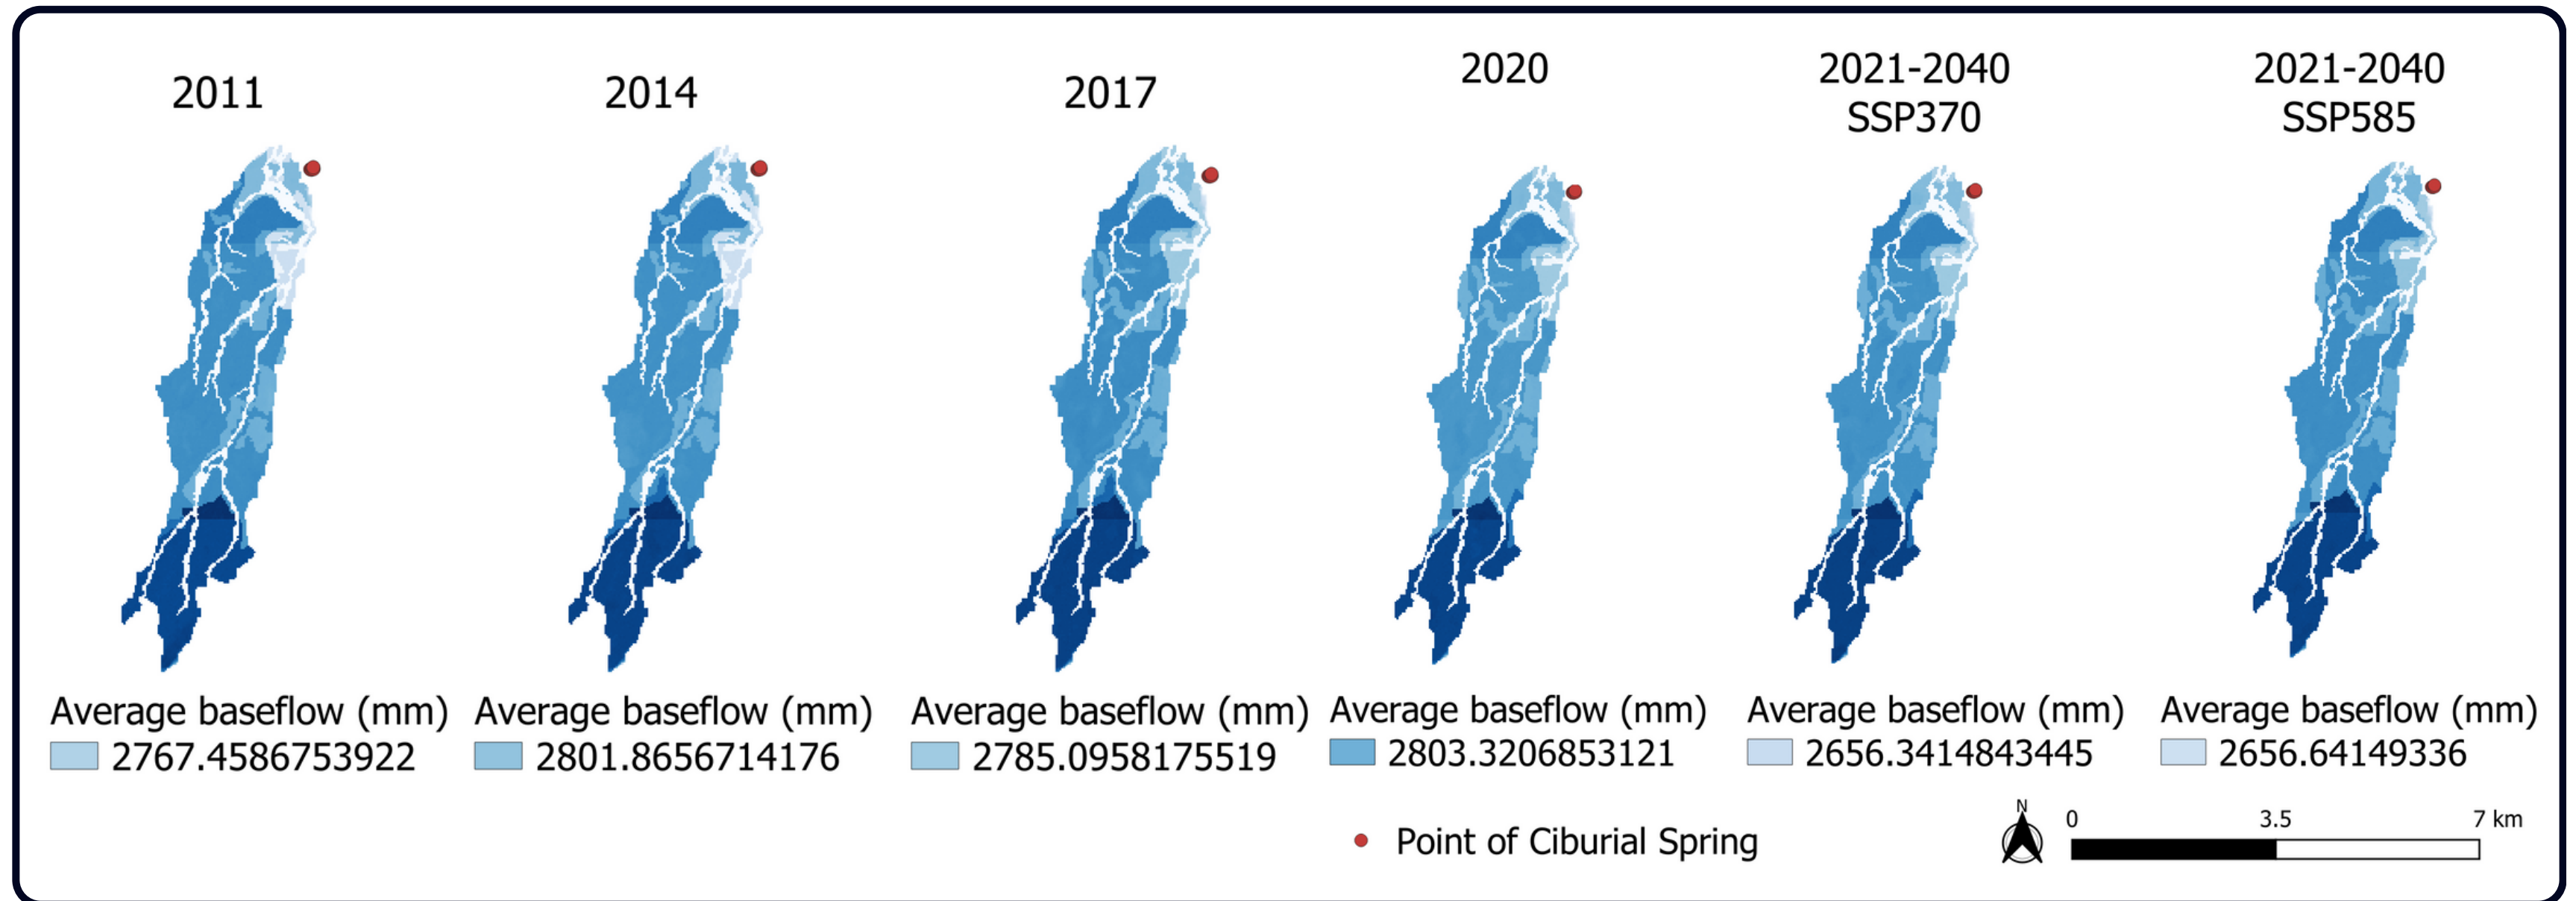 2011
2014
2017
2020
2021-2040
SSP370
2021-2040
SSP585
Average baseflow (mm)
2767.4586753922
Average baseflow (mm)
2801.8656714176
Average baseflow (mm)
2785.0958175519
Average baseflow (mm)
2803.3206853121
Average baseflow (mm)
2656.3414843445
Average baseflow (mm)
2656.64149336
Point of Ciburial Spring
N
0 3.5 7 km